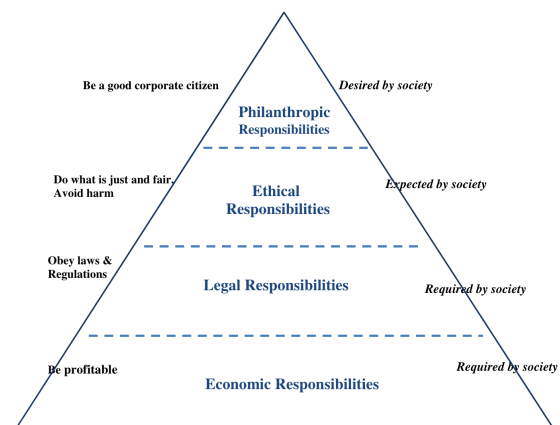 Be a good corporate citizen
Desired by society
Philanthropic
Responsibilities
Do what is just and fair,
Avoid harm
Expected by society
Ethical
Responsibilities
Obey laws &
Regulations
Legal Responsibilities
Required by society
Be profitable
Required by society
Economic Responsibilities